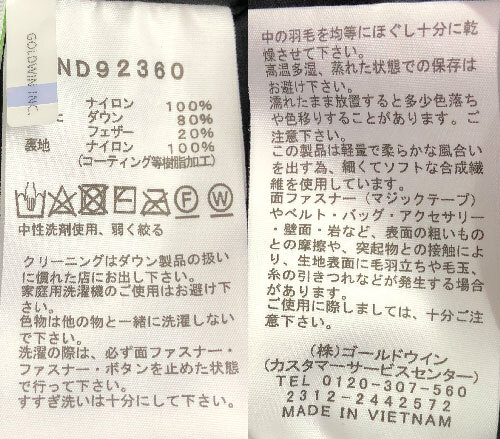 GOLDWIN INC.
ND92360
ナイロン 100%
ダウン 80%
フェザー 20%
裏地 ナイロン 100%
(コーティング等樹脂加工)
F W
中性洗剤使用、弱く絞る
クリーニングはダウン製品の扱い
に慣れた店にお出し下さい。
家庭用洗濯機のご使用はお避け下
さい。
色物は他の物と一緒に洗濯しない
で下さい。
洗濯の際は、必ず面ファスナー・
ファスナー・ボタンを止めた状態
で行って下さい。
すすぎ洗いは十分にして下さい。
中の羽毛を均等にほぐし十分に乾
燥させて下さい。
高温多湿、蒸れた状態での保存は
お避け下さい。
濡れたまま放置すると多少色落ち
や色移りすることがあります。ご
注意下さい。
この製品は軽量で柔らかな風合い
を出す為、細くてソフトな合成繊
維を使用しています。
面ファスナー(マジックテープ)
やベルト・バッグ・アクセサリー
・壁面・岩など、表面の粗いもの
との摩擦や、突起物との接触によ
り、生地表面に毛羽立ちや毛玉、
糸の引きつれなどが発生する場合
があります。
ご使用に際しましては、十分ご注
意下さい。
(株)ゴールドウイン
(カスタマーサービスセンター)
TEL 0120-307-560
2312-2442572
MADE IN VIETNAM